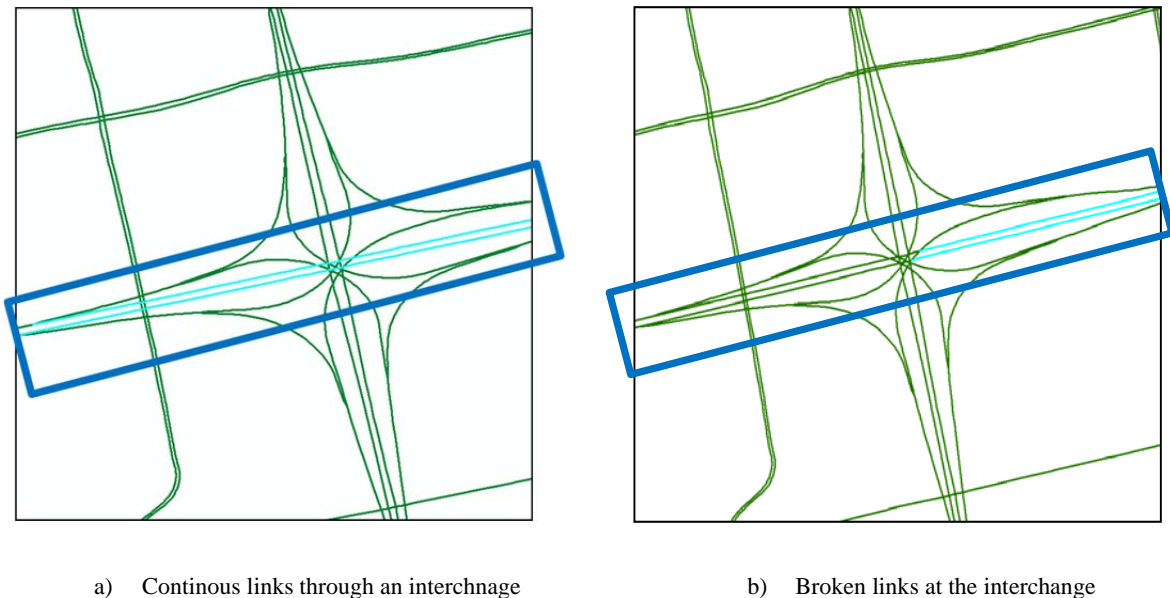 a) Continous links through an interchnage
b) Broken links at the interchange